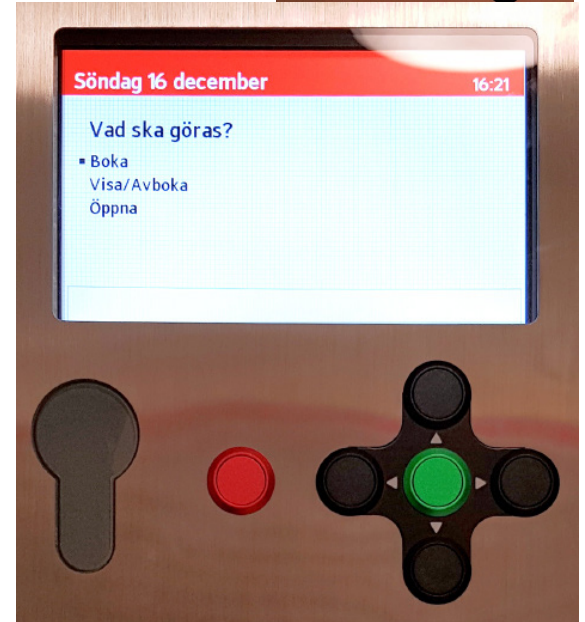 Söndag 16 december 16:21
Vad ska göras?
Boka
Visa/Avboka
Öppna